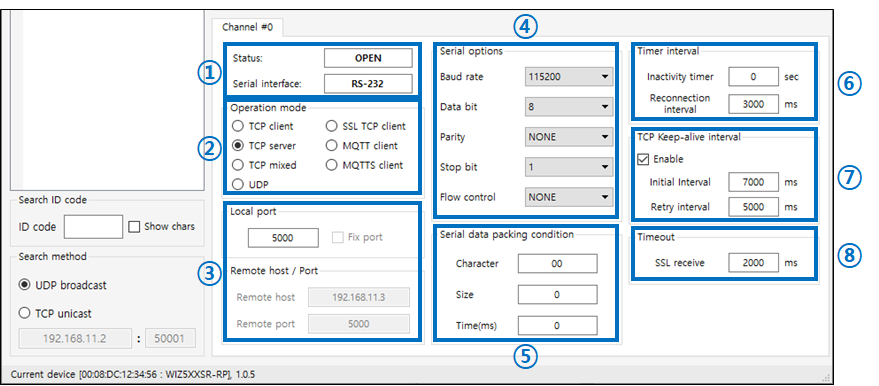 Channel #0
①
Status: OPEN
Serial interface: RS-232
②
Operation mode
TCP client SSL TCP client
TCP server MQTT client
TCP mixed MQTTS client
UDP
③
Local port
5000 Fix port
Remote host / Port
Remote host 192.168.11.3
Remote port 5000
④
Serial options
Baud rate 115200
Data bit 8
Parity NONE
Stop bit 1
Flow control NONE
Serial data packing condition
Character 00
Size 0
Time(ms) 0
⑤
Timer interval
Inactivity timer 0 sec
Reconnection
interval 3000 ms
⑥
TCP Keep-alive interval
Enable
Initial Interval 7000 ms
Retry interval 5000 ms
⑦
Timeout
SSL receive 2000 ms
⑧
Search ID code
ID code Show chars
Search method
UDP broadcast
TCP unicast
192.168.11.2 : 50001
Current device [00:08:DC:12:34:56 : WIZ5XXSR-RP], 1.0.5